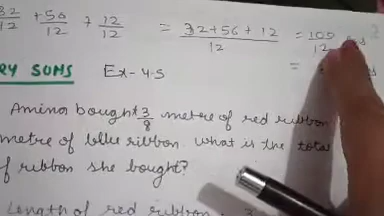 32/12 + 56/12 + 12/12 = 32+56+12/12 = 100/12
=
RY SUMS Ex-4.5
Amina bought 3/8 metre of red ribbon
metre of blue ribbon what is the total
of ribbon she bought?
Length of red ribbon 3